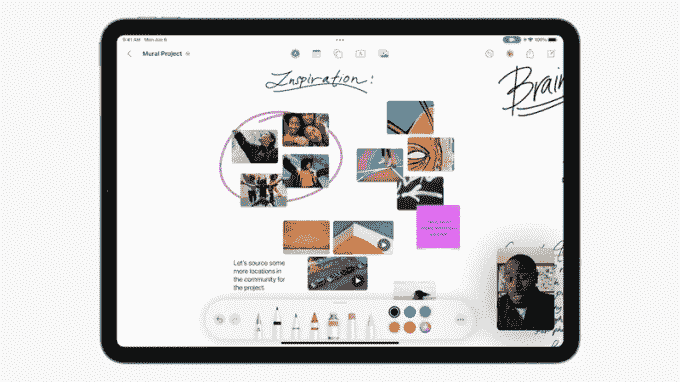 9:41 AM Mon Jun 6
100%
Mural Project
Inspiration:
Brain
Let's source some
more locations in
the community for
the project.